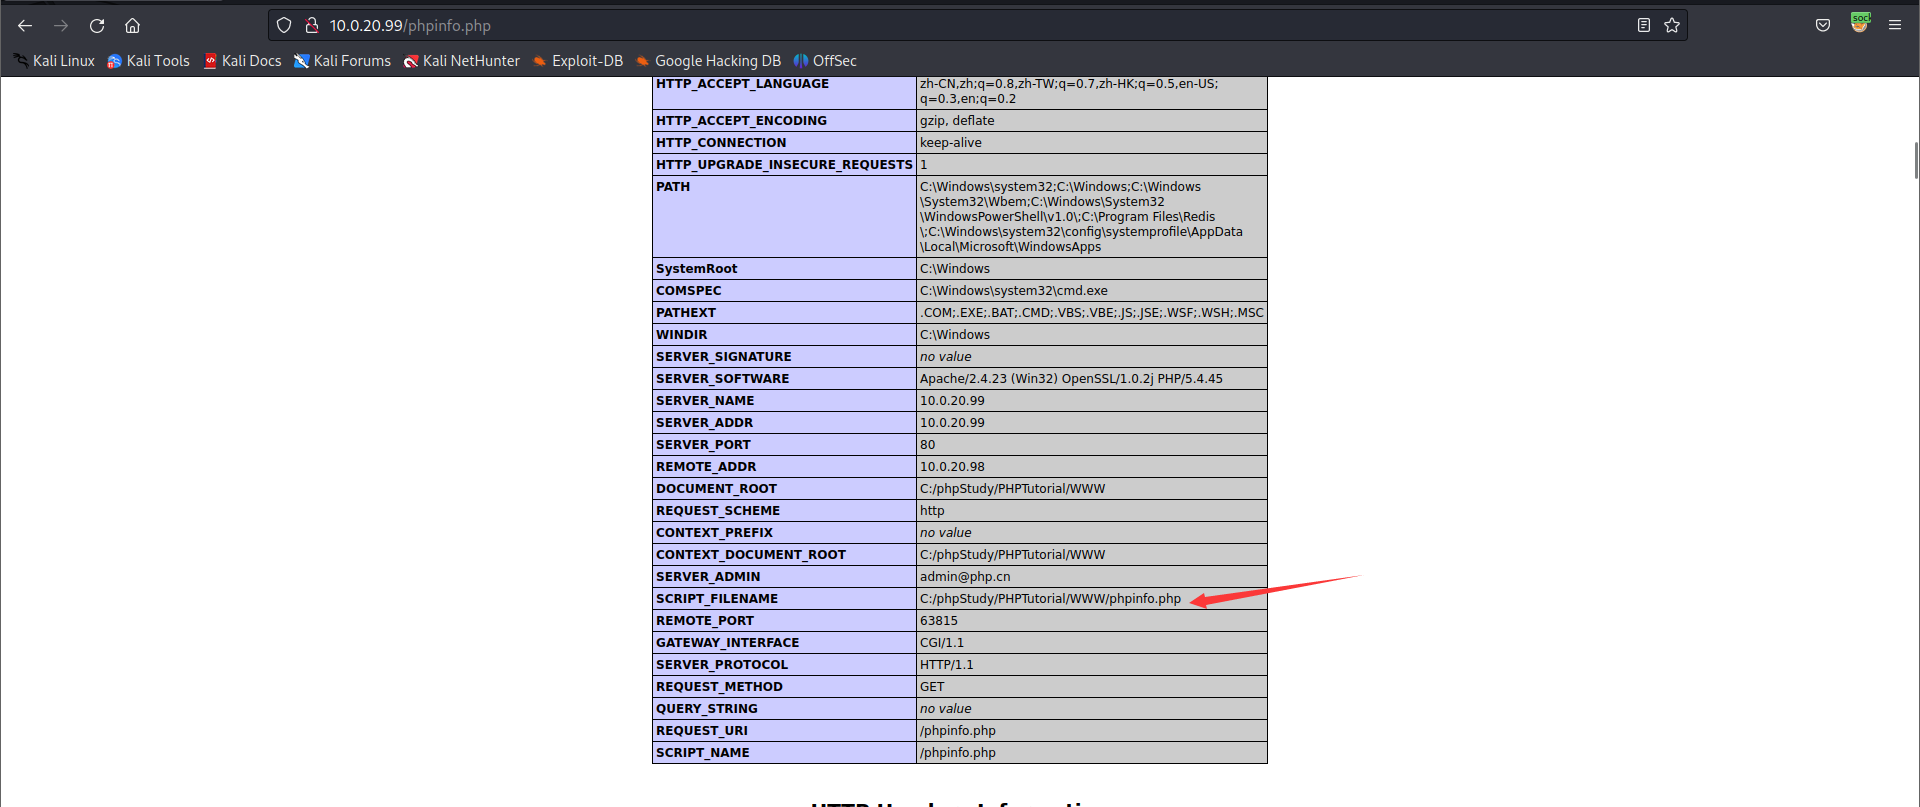 10.0.20.99/phpinfo.php
sock
Kali Linux Kali Tools Kali Docs Kali Forums Kali NetHunter Exploit-DB Google Hacking DB OffSec
HTTP_ACCEPT_LANGUAGE zh-CN,zh;q=0.8,zh-TW;q=0.7,zh-HK;q=0.5,en-US;
q=0.3,en;q=0.2
HTTP_ACCEPT_ENCODING gzip, deflate
HTTP_CONNECTION keep-alive
HTTP_UPGRADE_INSECURE_REQUESTS 1
PATH C:\Windows\system32;C:\Windows;C:\Windows
\System32\Wbem;C:\Windows\System32
\WindowsPowerShell\v1.0\;C:\Program Files\Redis
\;C:\Windows\system32\config\systemprofile\AppData
\Local\Microsoft\WindowsApps
SystemRoot C:\Windows
COMSPEC C:\Windows\system32\cmd.exe
PATHEXT .COM;.EXE;.BAT;.CMD;.VBS;.VBE;.JS;.JSE;.WSF;.WSH;.MSC
WINDIR C:\Windows
SERVER_SIGNATURE no value
SERVER_SOFTWARE Apache/2.4.23 (Win32) OpenSSL/1.0.2j PHP/5.4.45
SERVER_NAME 10.0.20.99
SERVER_ADDR 10.0.20.99
SERVER_PORT 80
REMOTE_ADDR 10.0.20.98
DOCUMENT_ROOT C:/phpStudy/PHPTutorial/WWW
REQUEST_SCHEME http
CONTEXT_PREFIX no value
CONTEXT_DOCUMENT_ROOT C:/phpStudy/PHPTutorial/WWW
SERVER_ADMIN admin@php.cn
SCRIPT_FILENAME C:/phpStudy/PHPTutorial/WWW/phpinfo.php
REMOTE_PORT 63815
GATEWAY_INTERFACE CGI/1.1
SERVER_PROTOCOL HTTP/1.1
REQUEST_METHOD GET
QUERY_STRING no value
REQUEST_URI /phpinfo.php
SCRIPT_NAME /phpinfo.php